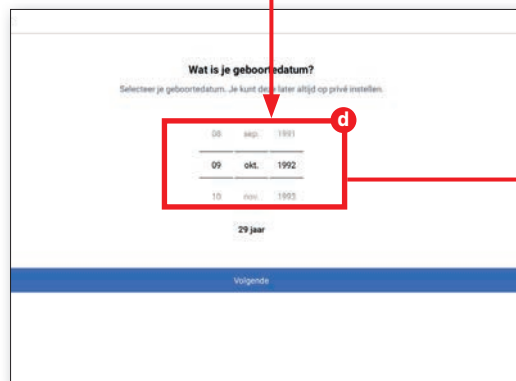 Wat is je geboortedatum?
Selecteer je geboortedatum. Je kunt deze later altijd op privé instellen.
d
08 sep. 1991
09 okt. 1992
10 nov. 1993
29 jaar
Volgende